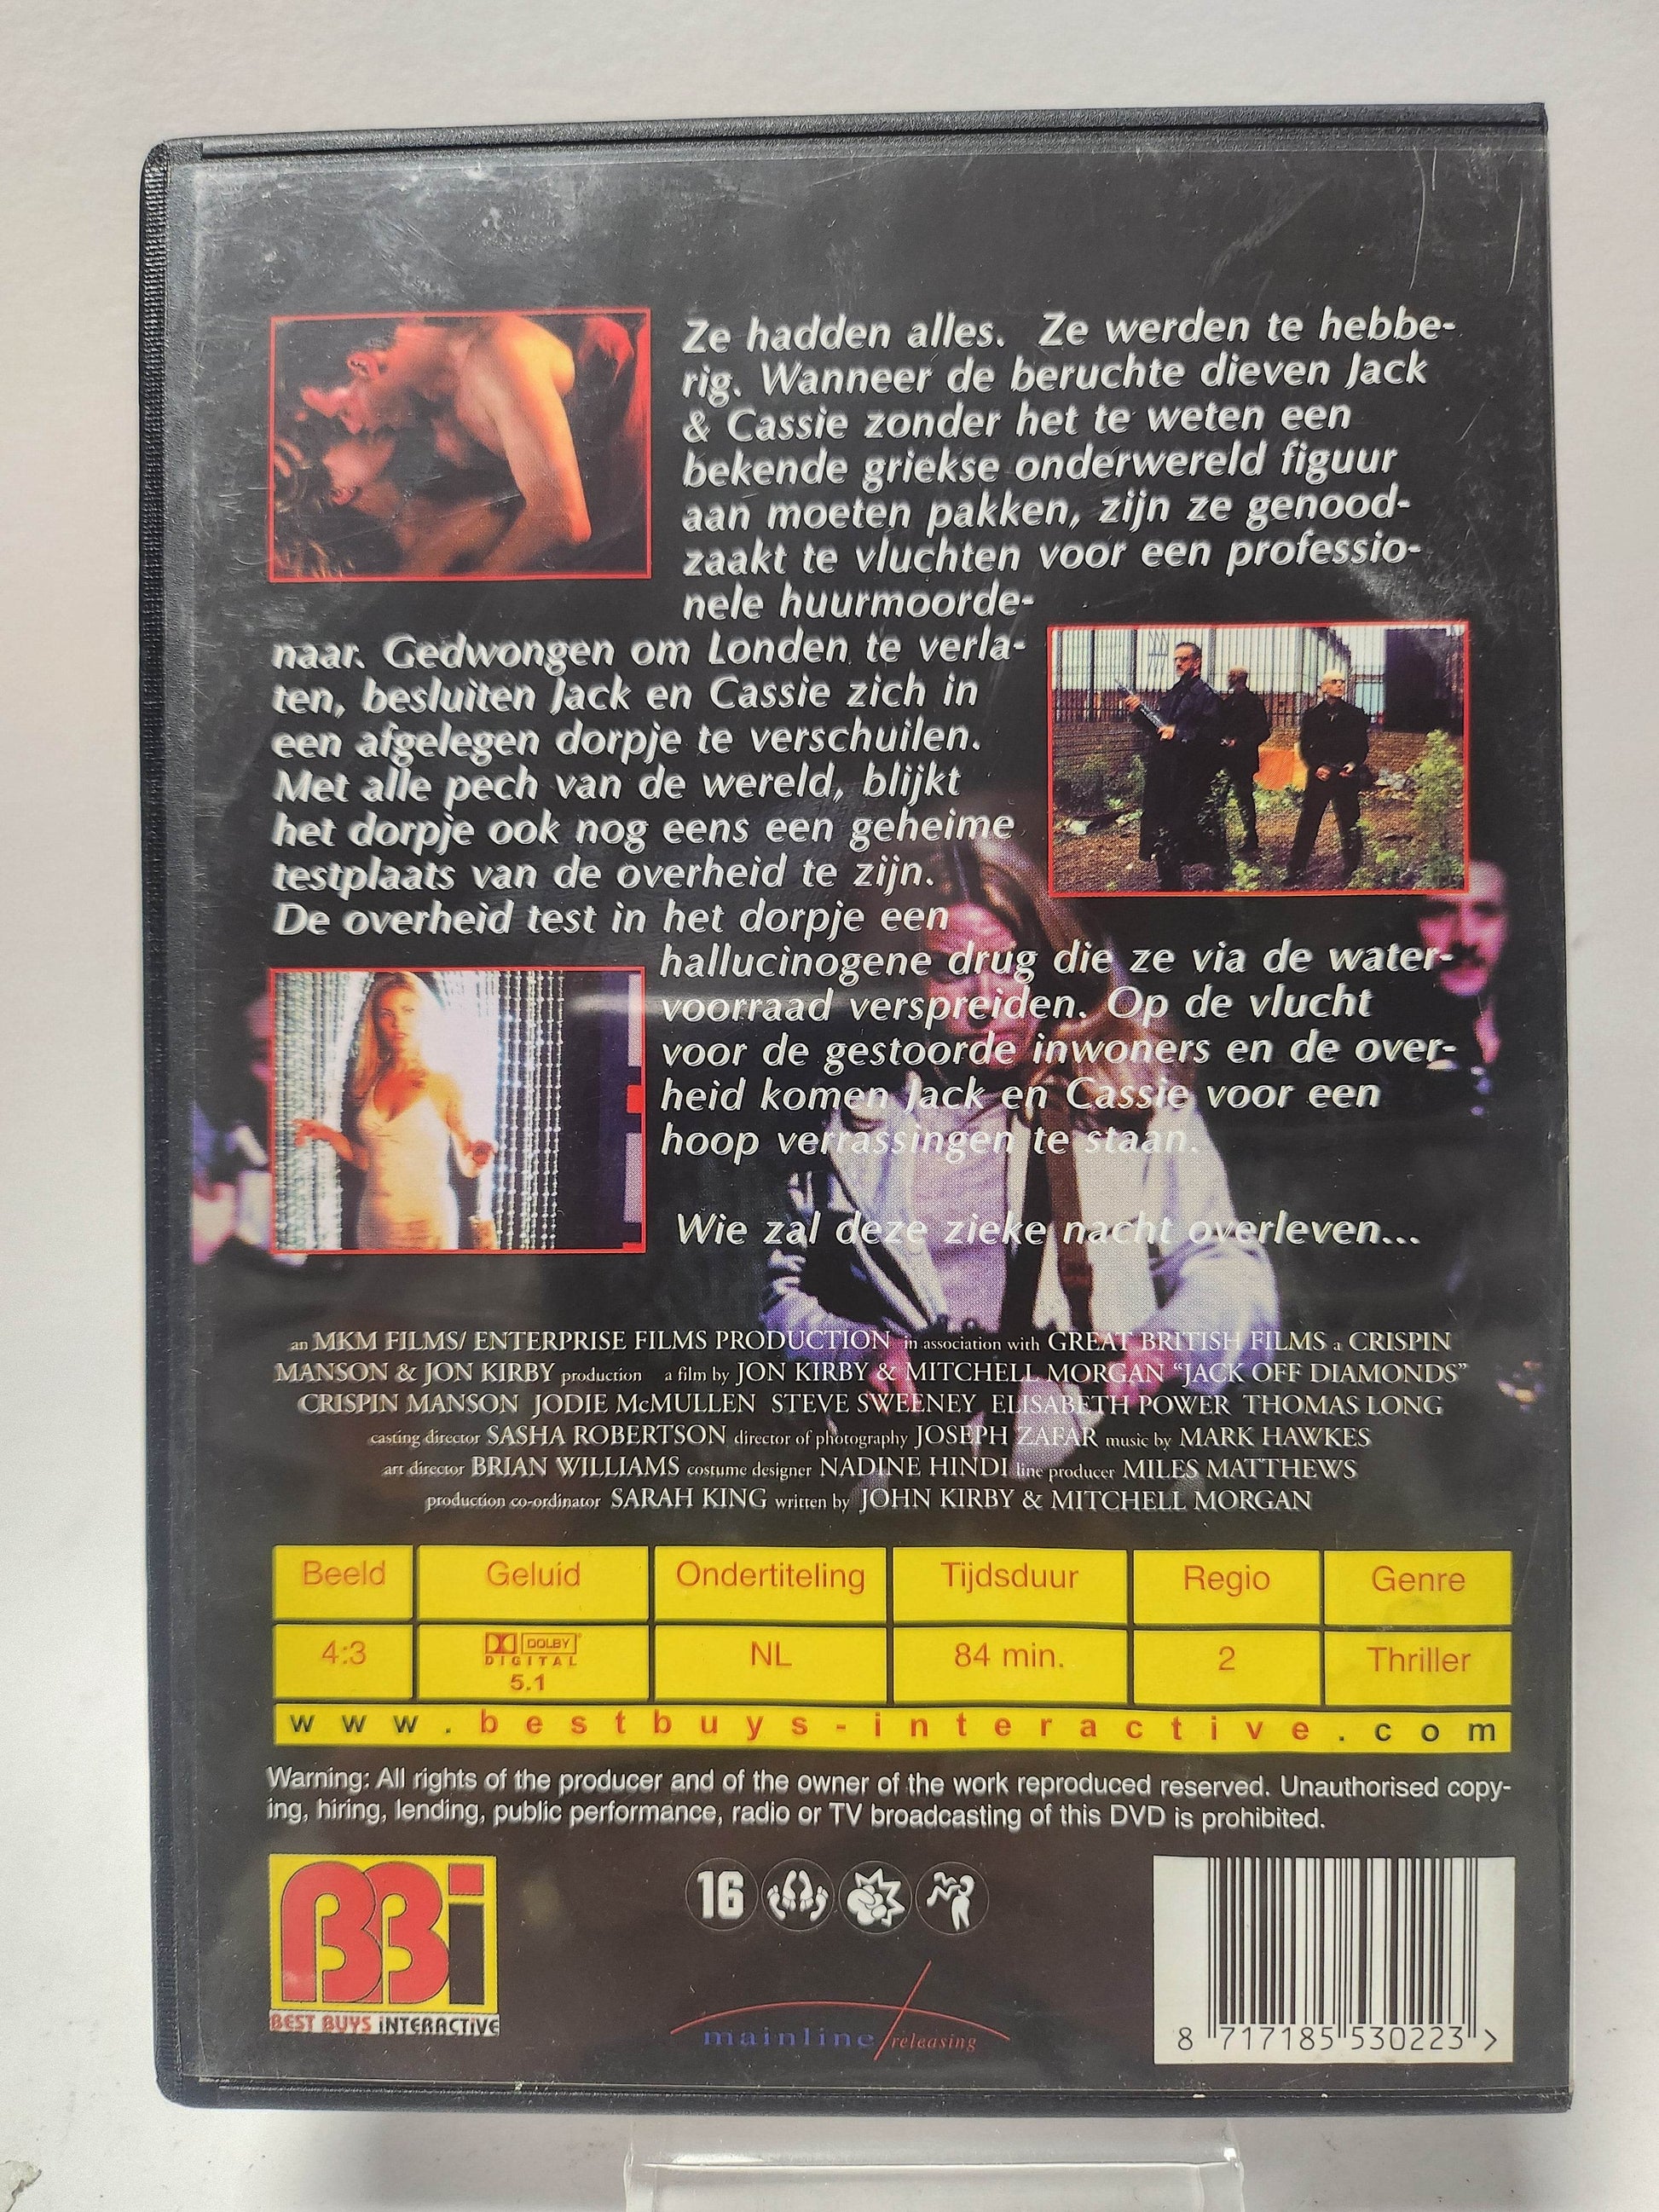 Ze hadden alles. Ze werden te hebbe-
rig. Wanneer de beruchte dieven Jack
& Cassie zonder het te weten een
bekende griekse onderwereld figuur
aan moeten pakken, zijn ze genood-
zaakt te vluchten voor een professio-
nele huurmoorde-
naar. Gedwongen om Londen te verla-
ten, besluiten Jack en Cassie zich in
een afgelegen dorpje te verschuilen.
Met alle pech van de wereld, blijkt
het dorpje ook nog eens een geheime
testplaats van de overheid te zijn.
De overheid test in het dorpje een
hallucinogene drug die ze via de water-
voorraad verspreiden. Op de vlucht
voor de gestoorde inwoners en de over-
heid komen Jack en Cassie voor een
hoop verrassingen te staan.
Wie zal deze zieke nacht overleven...
an MKM FILMS/ ENTERPRISE FILMS PRODUCTION in association with GREAT BRITISH FILMS a CRISPIN
MANSON & JON KIRBY production a film by JON KIRBY & MITCHELL MORGAN "JACK OFF DIAMONDS"
CRISPIN MANSON JODIE McMULLEN STEVE SWEENEY ELISABETH POWER THOMAS LONG
casting director SASHA ROBERTSON director of photography JOSEPH ZAFAR music by MARK HAWKES
art director BRIAN WILLIAMS costume designer NADINE HINDI line producer MILES MATTHEWS
production co-ordinator SARAH KING written by JOHN KIRBY & MITCHELL MORGAN
Beeld Geluid Ondertiteling Tijdsduur Regio Genre
4:3 DOLBY DIGITAL 5.1 NL 84 min. 2 Thriller
www.bestbuys-interactive.com
Warning: All rights of the producer and of the owner of the work reproduced reserved. Unauthorised copy-
ing, hiring, lending, public performance, radio or TV broadcasting of this DVD is prohibited.
BBi
BEST BUYS iNTERACTiVE
16
mainline releasing
8 717185 530223 >